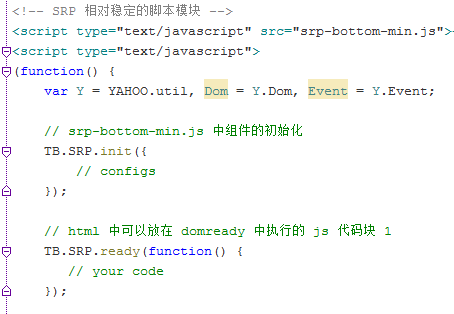 <!-- SRP 相对稳定的脚本模块 -->
<script type="text/javascript" src="srp-bottom-min.js">
<script type="text/javascript">
(function() {
var Y = YAHOO.util, Dom = Y.Dom, Event = Y.Event;
// srp-bottom-min.js 中组件的初始化
TB.SRP.init({
// configs
});
// html 中可以放在 domready 中执行的 js 代码块 1
TB.SRP.ready(function() {
// your code
});